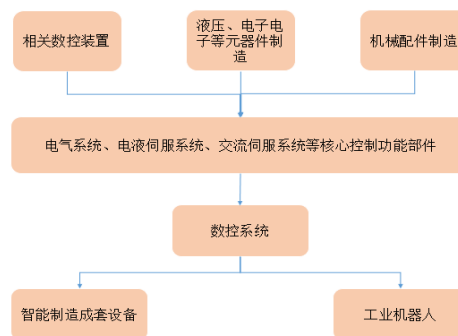 相关数控装置
液压、电子电
子等元器件制
造
机械配件制造
电气系统、电液伺服系统、交流伺服系统等核心控制功能部件
数控系统
智能制造成套设备
工业机器人